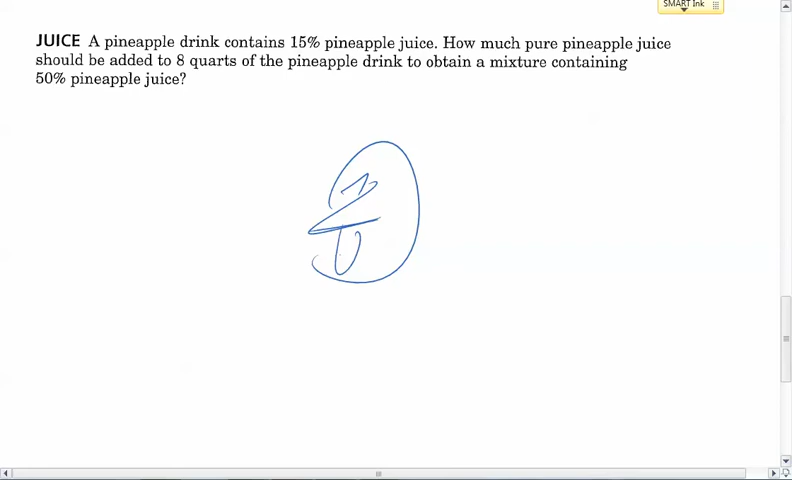 SMART Ink
JUICE A pineapple drink contains 15% pineapple juice. How much pure pineapple juice
should be added to 8 quarts of the pineapple drink to obtain a mixture containing
50% pineapple juice?